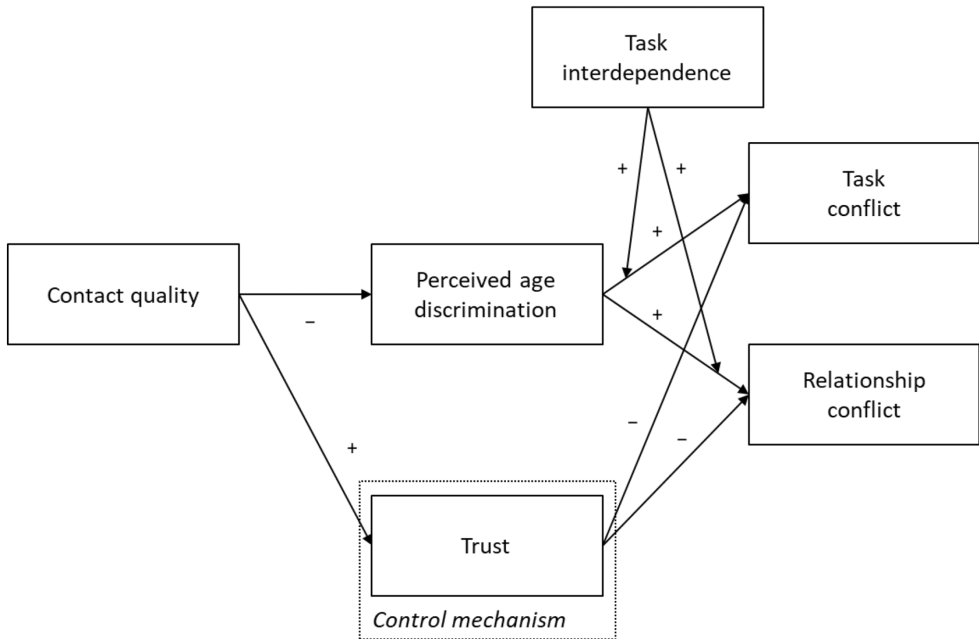 Task
interdependence
+
+
Task
conflict
+
Contact quality
Perceived age
discrimination
−
+
Relationship
conflict
−
−
+
Trust
Control mechanism